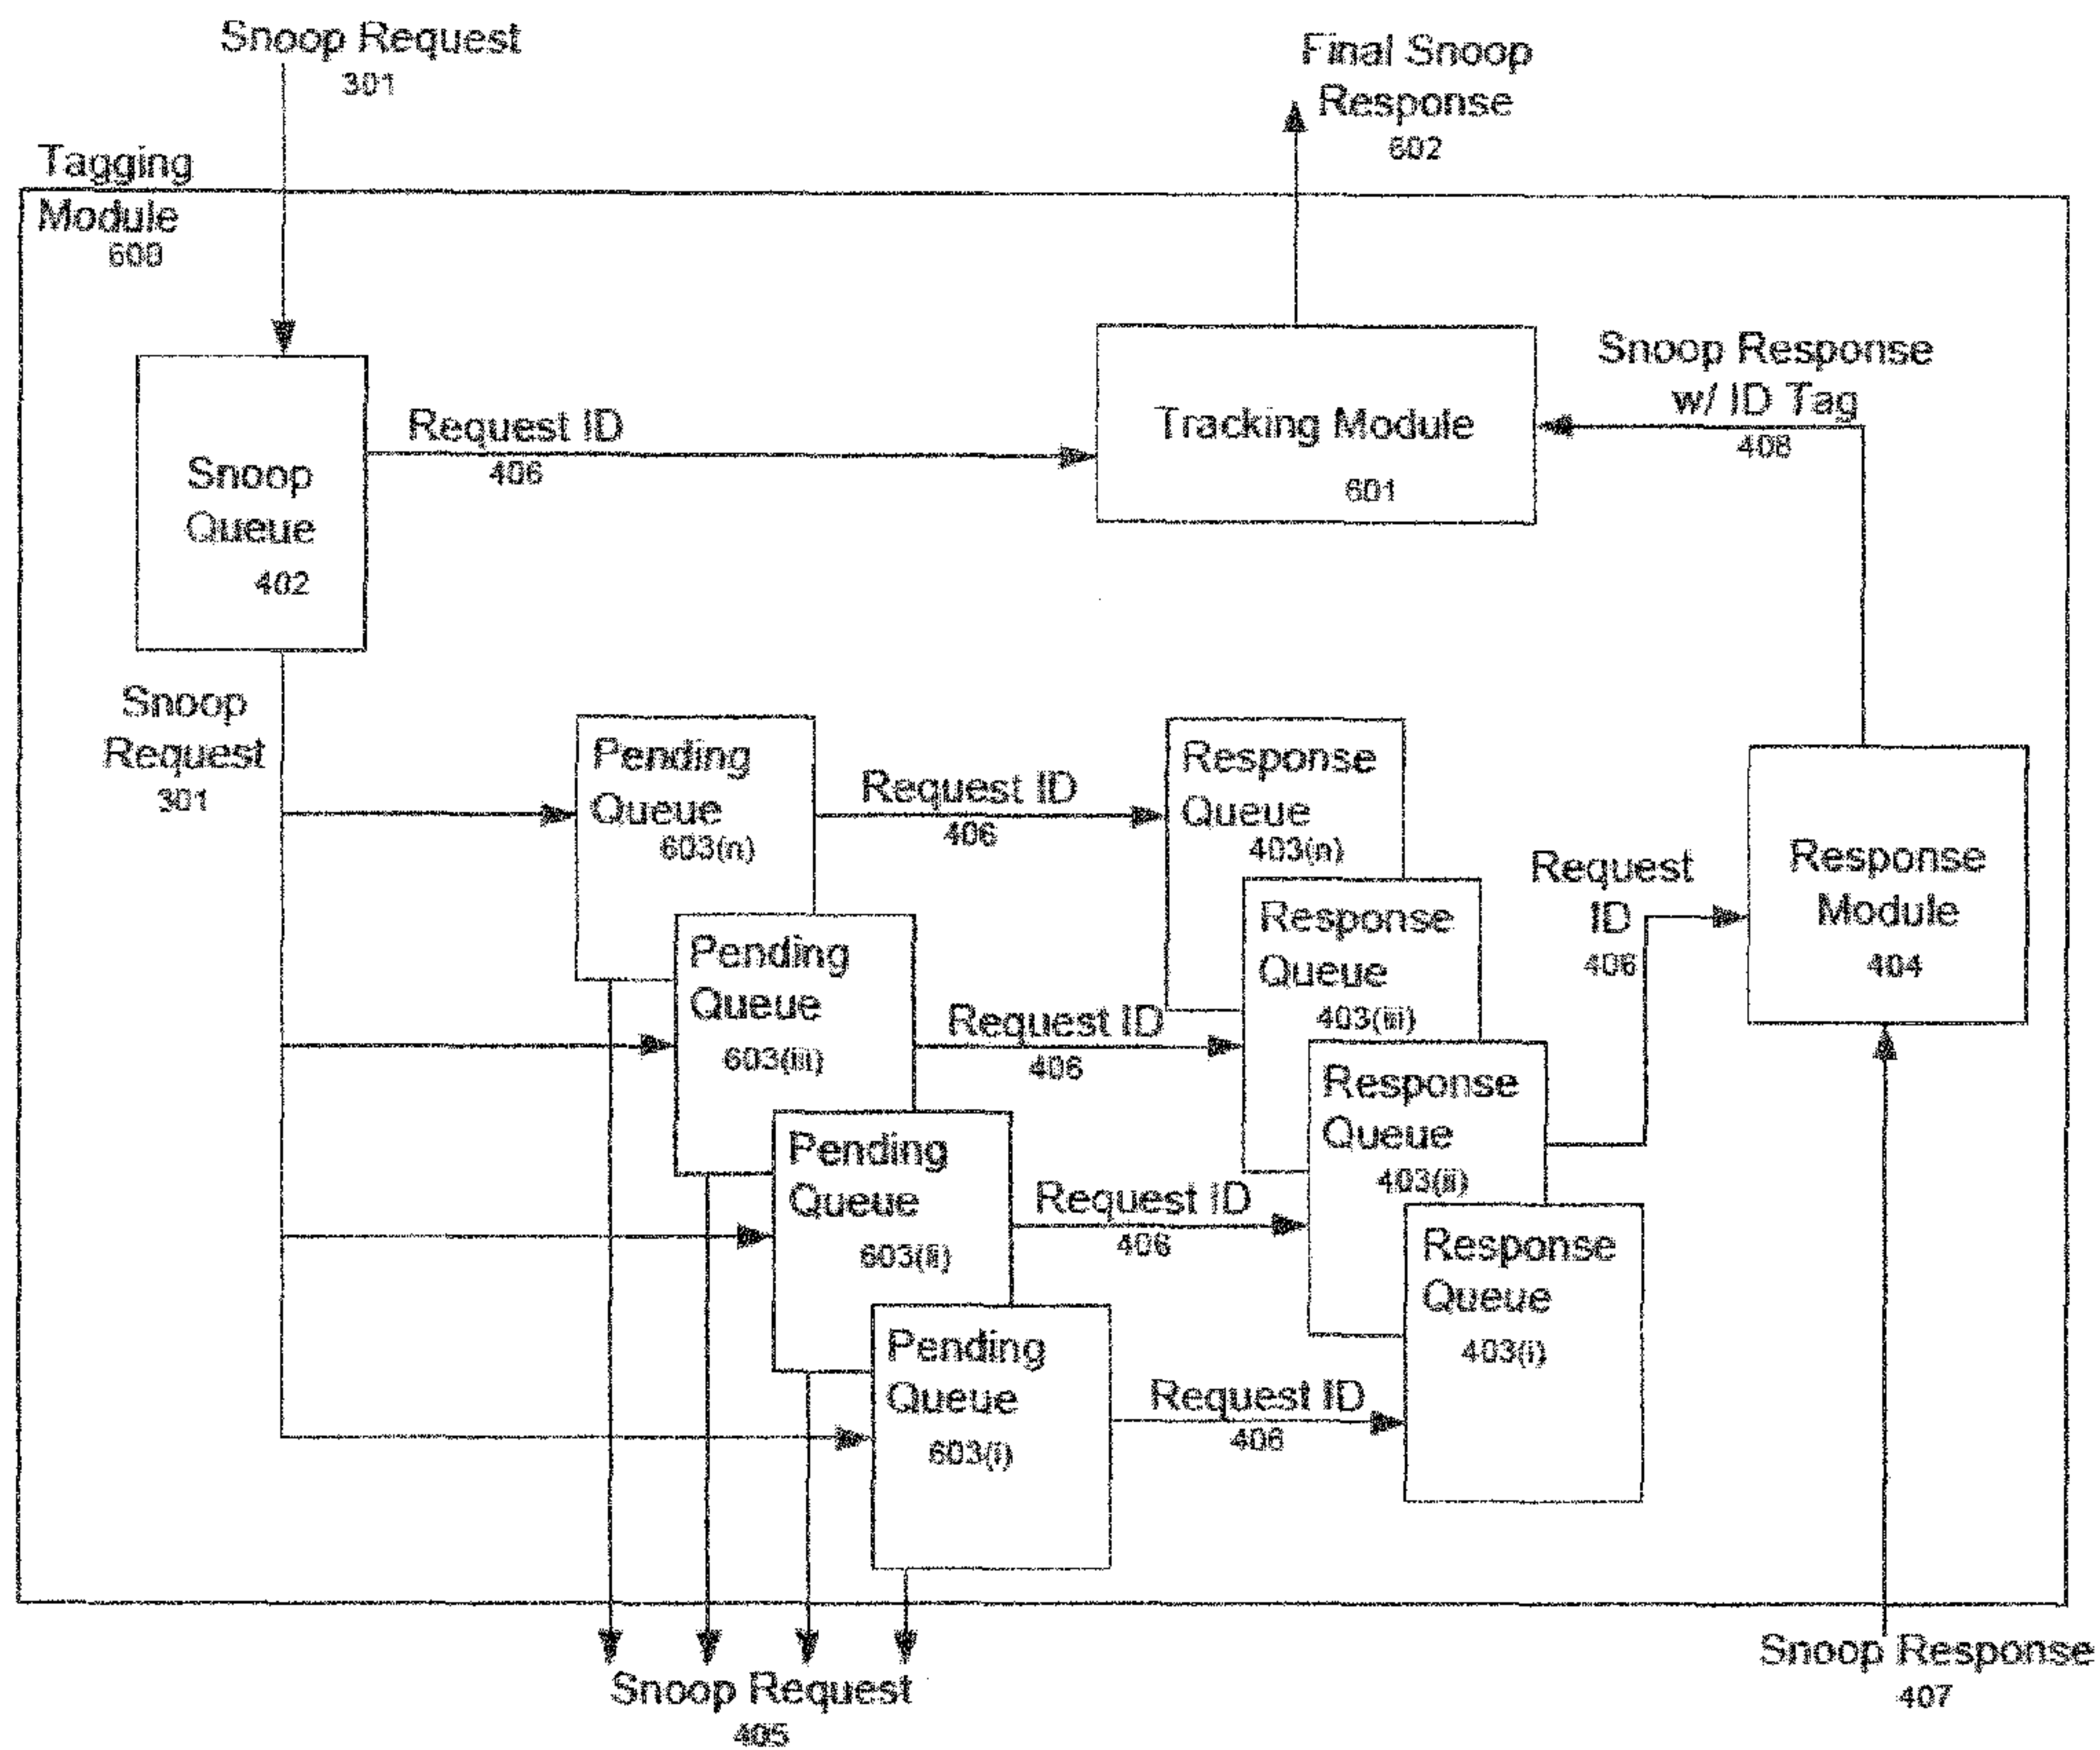 Snoop Request
301
Final Snoop
Response
602
Tagging
Module
600
Snoop Queue
402
Request ID
406
Tracking Module
601
Snoop Response
w/ ID Tag
408
Snoop
Request
301
Pending
Queue
603(n)
Request ID
406
Response
Queue
403(n)
Pending
Queue
603(iii)
Request ID
406
Response
Queue
403(iii)
Request
ID
406
Response
Module
404
Pending
Queue
603(ii)
Request ID
406
Response
Queue
403(ii)
Pending
Queue
603(i)
Request ID
406
Response
Queue
403(i)
Snoop Request
405
Snoop Response
407